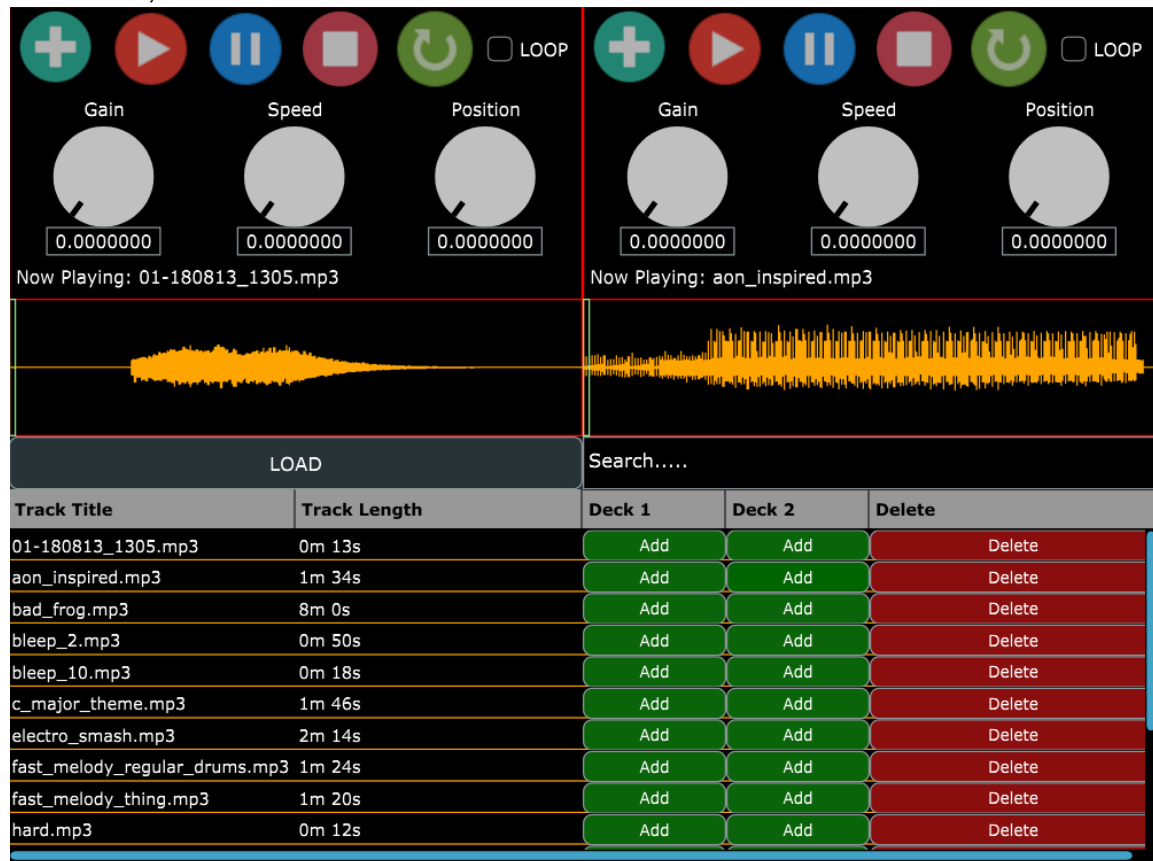 LOOP LOOP
Gain Speed Position Gain Speed Position
0.0000000 0.0000000 0.0000000 0.0000000 0.0000000 0.0000000
Now Playing: 01-180813_1305.mp3 Now Playing: aon_inspired.mp3
LOAD Search.....
Track Title Track Length Deck 1 Deck 2 Delete
01-180813_1305.mp3 0m 13s Add Add Delete
aon_inspired.mp3 1m 34s Add Add Delete
bad_frog.mp3 8m 0s Add Add Delete
bleep_2.mp3 0m 50s Add Add Delete
bleep_10.mp3 0m 18s Add Add Delete
c_major_theme.mp3 1m 46s Add Add Delete
electro_smash.mp3 2m 14s Add Add Delete
fast_melody_regular_drums.mp3 1m 24s Add Add Delete
fast_melody_thing.mp3 1m 20s Add Add Delete
hard.mp3 0m 12s Add Add Delete